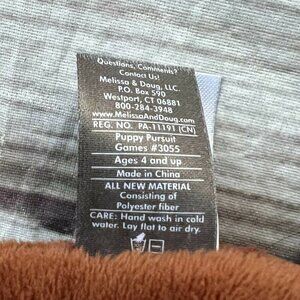 Questions, Comments?
Contact Us!
Melissa & Doug, LLC.
P.O. Box 590
Westport, CT 06881
800-284-3948
www.MelissaAndDoug.com
REG. NO. PA-11191 (CN)
Puppy Pursuit
Games #3055
Ages 4 and up
Made in China
ALL NEW MATERIAL
Consisting of
Polyester fiber
CARE: Hand wash in cold
water. Lay flat to air dry.